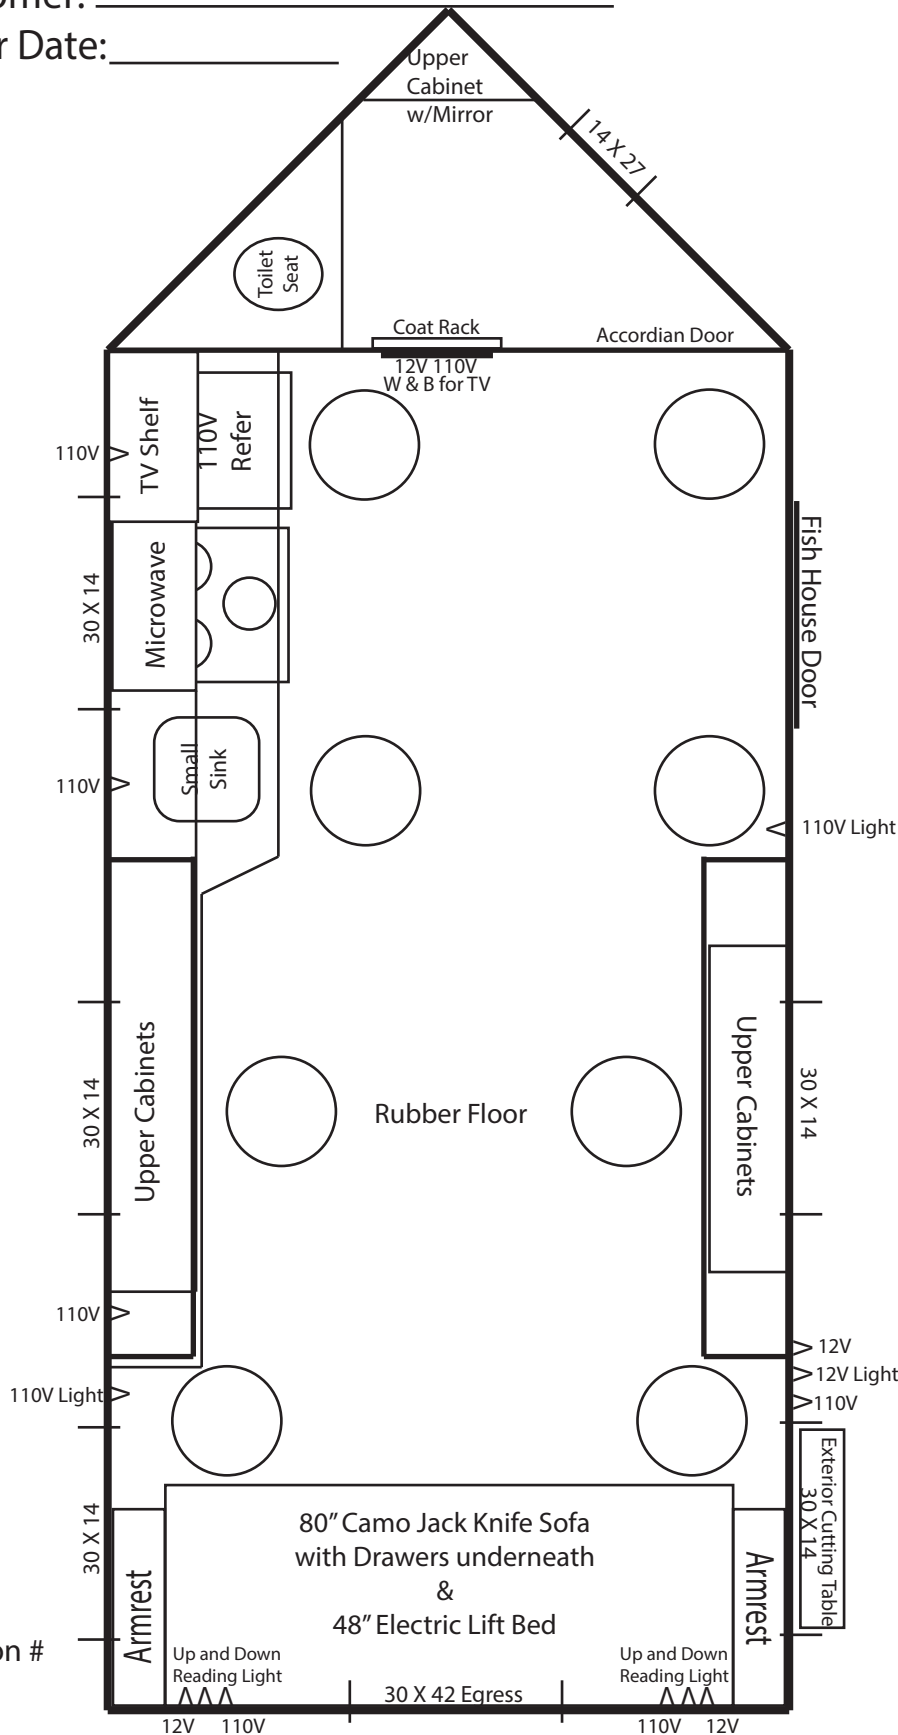 omer:
r Date:
Upper
Cabinet
w/Mirror
14 X 27
Toilet
Seat
Coat Rack
Accordian Door
12V 110V
W & B for TV
110V
TV Shelf
110V
Refer
30 X 14
Microwave
Fish House Door
110V
Small
Sink
110V Light
Upper Cabinets
30 X 14
Rubber Floor
Upper Cabinets
30 X 14
110V
12V
12V Light
110V
110V Light
30 X 14
Armrest
80” Camo Jack Knife Sofa
with Drawers underneath
&
48” Electric Lift Bed
Armrest
Exterior Cutting Table
30 X 14
on #
Up and Down
Reading Light
Up and Down
Reading Light
30 X 42 Egress
12V
110V
110V
12V